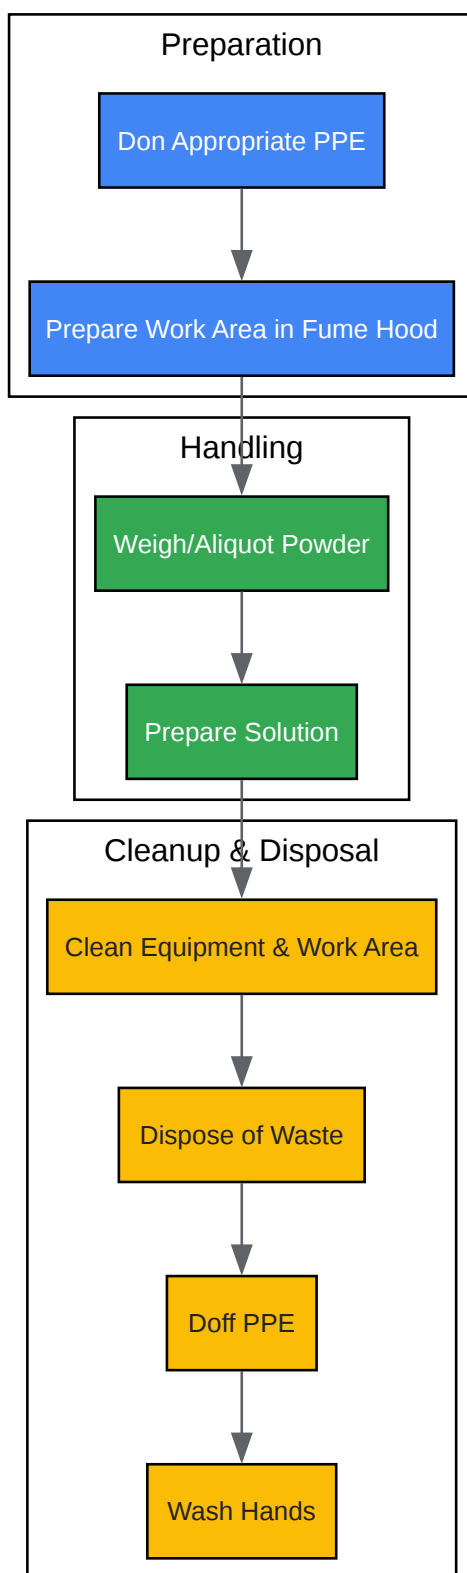 Preparation
Don Appropriate PPE
Prepare Work Area in Fume Hood
Handling
Weigh/Aliquot Powder
Prepare Solution
Cleanup & Disposal
Clean Equipment & Work Area
Dispose of Waste
Doff PPE
Wash Hands